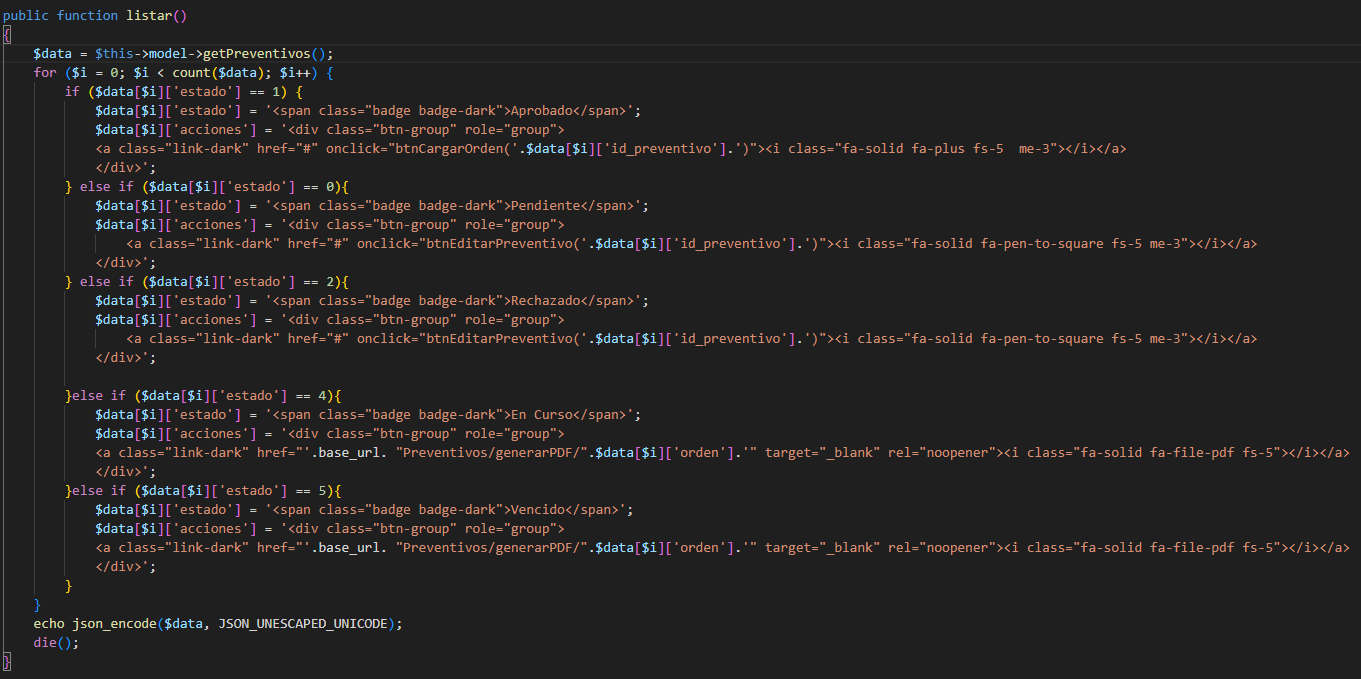 public function listar()
{
    $data = $this->model->getPreventivos();
    for ($i = 0; $i < count($data); $i++) {
        if ($data[$i]['estado'] == 1) {
            $data[$i]['estado'] = '<span class="badge badge-dark">Aprobado</span>';
            $data[$i]['acciones'] = '<div class="btn-group" role="group">
            <a class="link-dark" href="#" onclick="btnCargarOrden('.$data[$i]['id_preventivo'].')"><i class="fa-solid fa-plus fs-5  me-3"></i></a>
            </div>';
        } else if ($data[$i]['estado'] == 0){
            $data[$i]['estado'] = '<span class="badge badge-dark">Pendiente</span>';
            $data[$i]['acciones'] = '<div class="btn-group" role="group">
                <a class="link-dark" href="#" onclick="btnEditarPreventivo('.$data[$i]['id_preventivo'].')"><i class="fa-solid fa-pen-to-square fs-5 me-3"></i></a>
            </div>';
        } else if ($data[$i]['estado'] == 2){
            $data[$i]['estado'] = '<span class="badge badge-dark">Rechazado</span>';
            $data[$i]['acciones'] = '<div class="btn-group" role="group">
                <a class="link-dark" href="#" onclick="btnEditarPreventivo('.$data[$i]['id_preventivo'].')"><i class="fa-solid fa-pen-to-square fs-5 me-3"></i></a>
            </div>';
        }else if ($data[$i]['estado'] == 4){
            $data[$i]['estado'] = '<span class="badge badge-dark">En Curso</span>';
            $data[$i]['acciones'] = '<div class="btn-group" role="group">
            <a class="link-dark" href="'.base_url. "Preventivos/generarPDF/".$data[$i]['orden'].'" target="_blank" rel="noopener"><i class="fa-solid fa-file-pdf fs-5"></i></a>
            </div>';
        }else if ($data[$i]['estado'] == 5){
            $data[$i]['estado'] = '<span class="badge badge-dark">Vencido</span>';
            $data[$i]['acciones'] = '<div class="btn-group" role="group">
            <a class="link-dark" href="'.base_url. "Preventivos/generarPDF/".$data[$i]['orden'].'" target="_blank" rel="noopener"><i class="fa-solid fa-file-pdf fs-5"></i></a>
            </div>';
        }
    }
    echo json_encode($data, JSON_UNESCAPED_UNICODE);
    die();
}